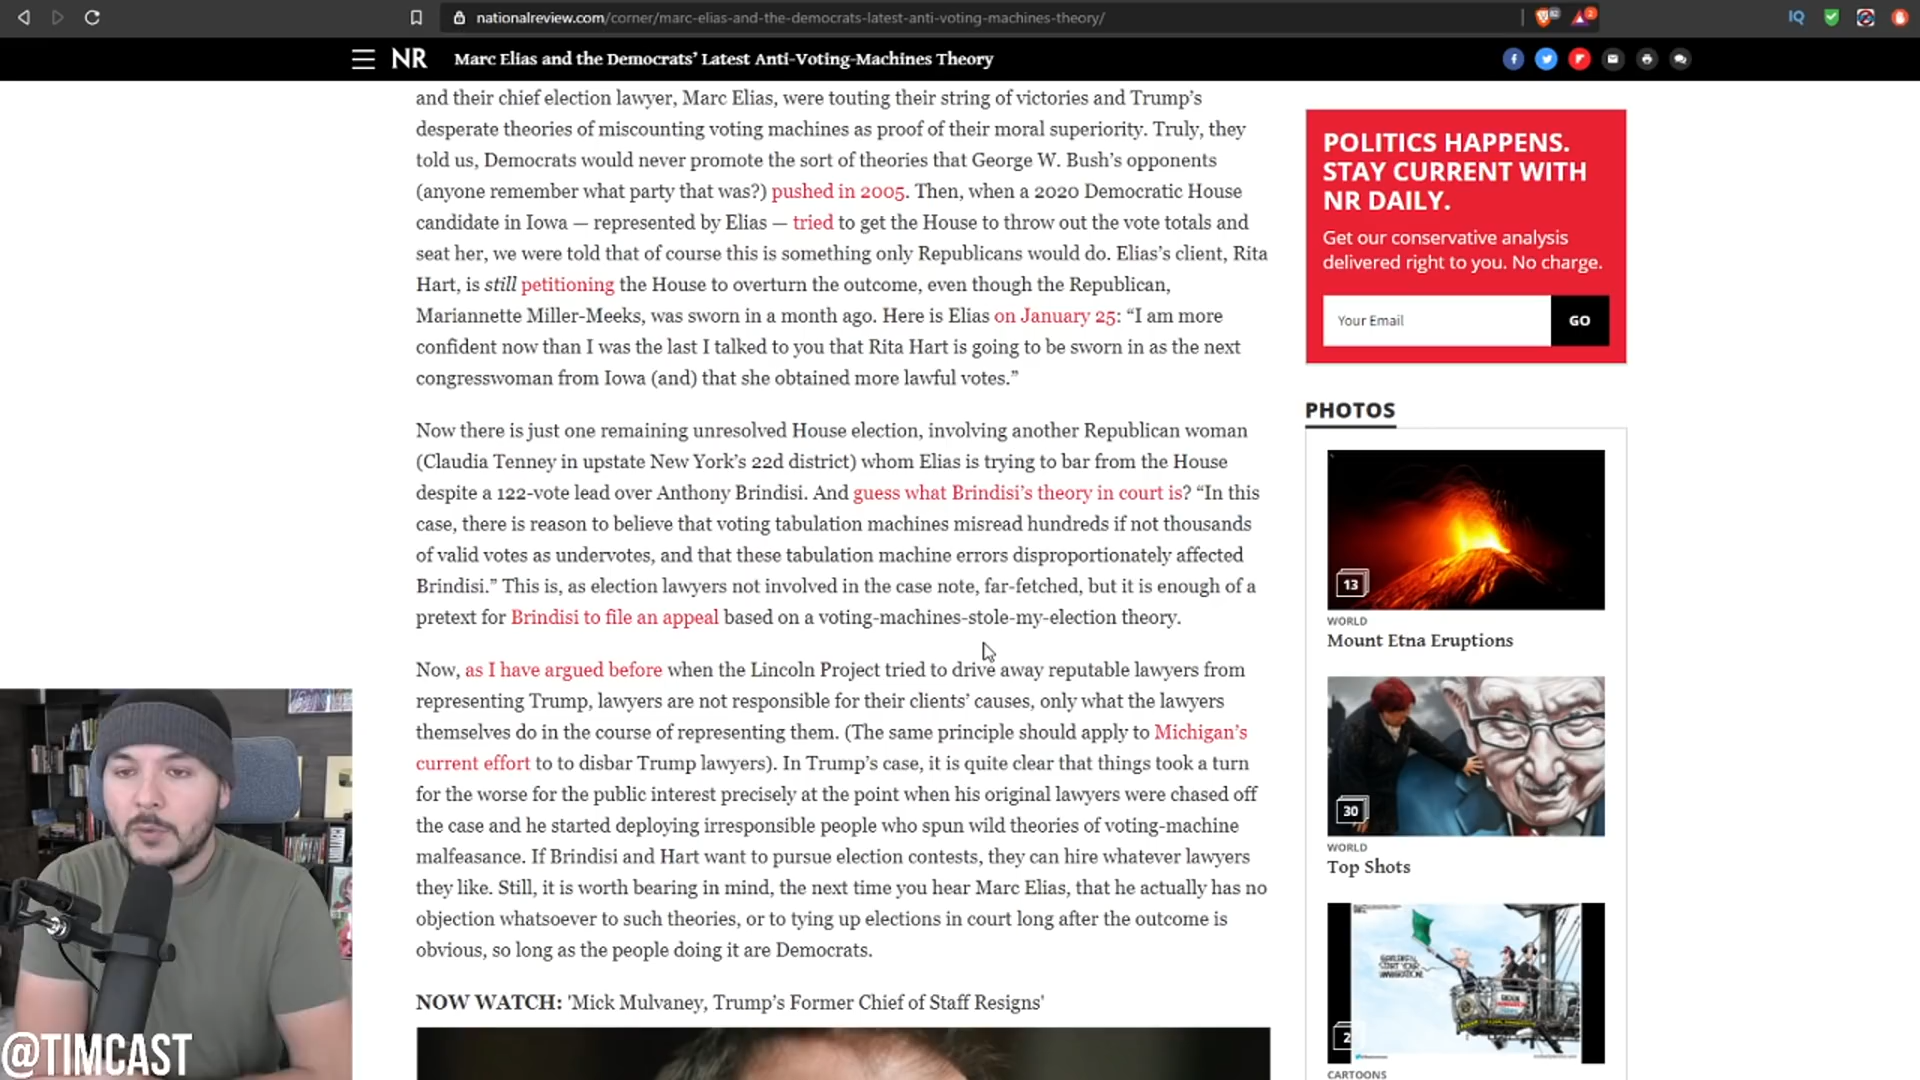 nationalreview.com/corner/marc-elias-and-the-democrats-latest-anti-voting-machines-theory/
NR
Marc Elias and the Democrats’ Latest Anti-Voting-Machines Theory
and their chief election lawyer, Marc Elias, were touting their string of victories and Trump’s
desperate theories of miscounting voting machines as proof of their moral superiority. Truly, they
told us, Democrats would never promote the sort of theories that George W. Bush’s opponents
(anyone remember what party that was?) pushed in 2005. Then, when a 2020 Democratic House
candidate in Iowa — represented by Elias — tried to get the House to throw out the vote totals and
seat her, we were told that of course this is something only Republicans would do. Elias’s client, Rita
Hart, is still petitioning the House to overturn the outcome, even though the Republican,
Mariannette Miller-Meeks, was sworn in a month ago. Here is Elias on January 25: “I am more
confident now than I was the last I talked to you that Rita Hart is going to be sworn in as the next
congresswoman from Iowa (and) that she obtained more lawful votes.”
Now there is just one remaining unresolved House election, involving another Republican woman
(Claudia Tenney in upstate New York’s 22d district) whom Elias is trying to bar from the House
despite a 122-vote lead over Anthony Brindisi. And guess what Brindisi’s theory in court is? “In this
case, there is reason to believe that voting tabulation machines misread hundreds if not thousands
of valid votes as undervotes, and that these tabulation machine errors disproportionately affected
Brindisi.” This is, as election lawyers not involved in the case note, far-fetched, but it is enough of a
pretext for Brindisi to file an appeal based on a voting-machines-stole-my-election theory.
Now, as I have argued before when the Lincoln Project tried to drive away reputable lawyers from
representing Trump, lawyers are not responsible for their clients’ causes, only what the lawyers
themselves do in the course of representing them. (The same principle should apply to Michigan’s
current effort to to disbar Trump lawyers). In Trump’s case, it is quite clear that things took a turn
for the worse for the public interest precisely at the point when his original lawyers were chased off
the case and he started deploying irresponsible people who spun wild theories of voting-machine
malfeasance. If Brindisi and Hart want to pursue election contests, they can hire whatever lawyers
they like. Still, it is worth bearing in mind, the next time you hear Marc Elias, that he actually has no
objection whatsoever to such theories, or to tying up elections in court long after the outcome is
obvious, so long as the people doing it are Democrats.
NOW WATCH: 'Mick Mulvaney, Trump’s Former Chief of Staff Resigns'
POLITICS HAPPENS.
STAY CURRENT WITH
NR DAILY.
Get our conservative analysis
delivered right to you. No charge.
Your Email
GO
PHOTOS
13
WORLD
Mount Etna Eruptions
30
WORLD
Top Shots
2
CARTOONS
IQ
@TIMCAST